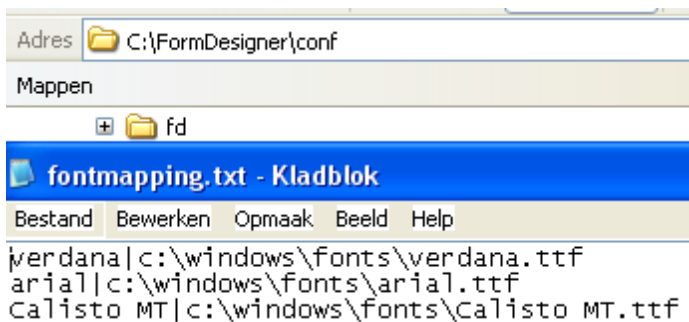 Adres C:\FormDesigner\conf
Mappen
fd
fontmapping.txt - Kladblok
Bestand Bewerken Opmaak Beeld Help
verdana|c:\windows\fonts\verdana.ttf
arial|c:\windows\fonts\arial.ttf
Calisto MT|c:\windows\fonts\Calisto MT.ttf